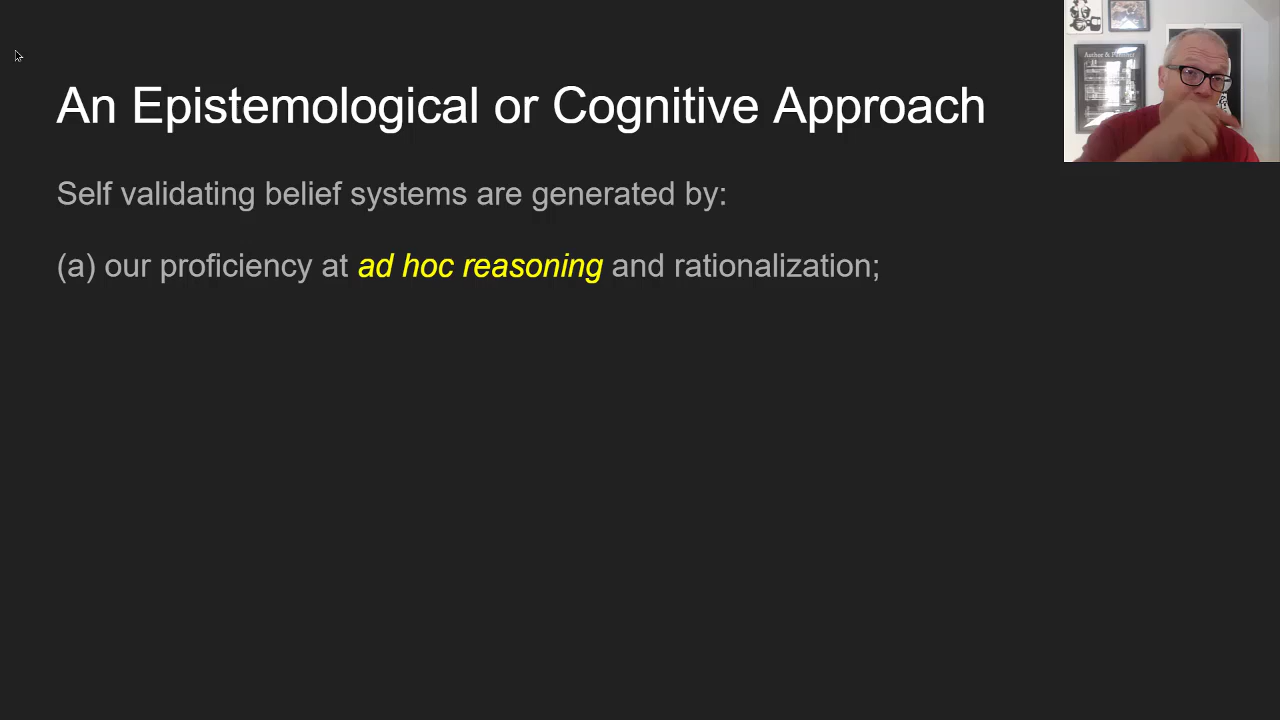 An Epistemological or Cognitive Approach
Self validating belief systems are generated by:
(a) our proficiency at ad hoc reasoning and rationalization;
Author &